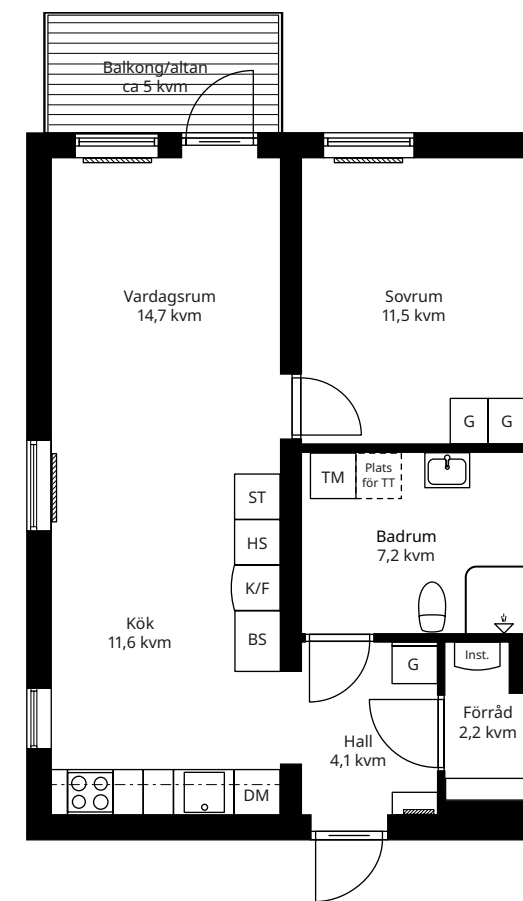 Balkong/altan
ca 5 kvm
Vardagsrum
14,7 kvm
Sovrum
11,5 kvm
G
G
TM
Plats
för TT
ST
HS
K/F
BS
Badrum
7,2 kvm
Kök
11,6 kvm
G
Inst.
Förråd
2,2 kvm
Hall
4,1 kvm
DM